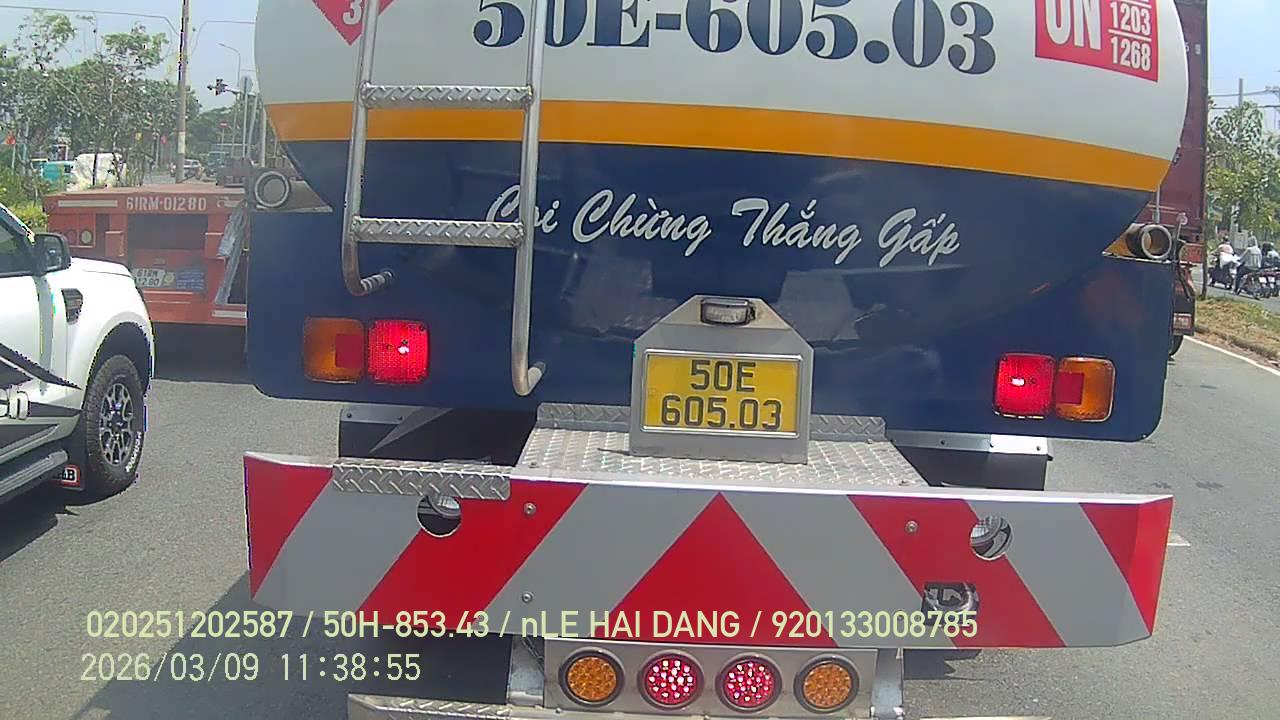 3
50E-605.03
UN
1203
1268
61RM-01280
Coi Chừng Thắng Gấp
50E
605.03
020251202587 / 50H-853.43 / nLE HAI DANG / 920133008785
2026/03/09 11:38:55